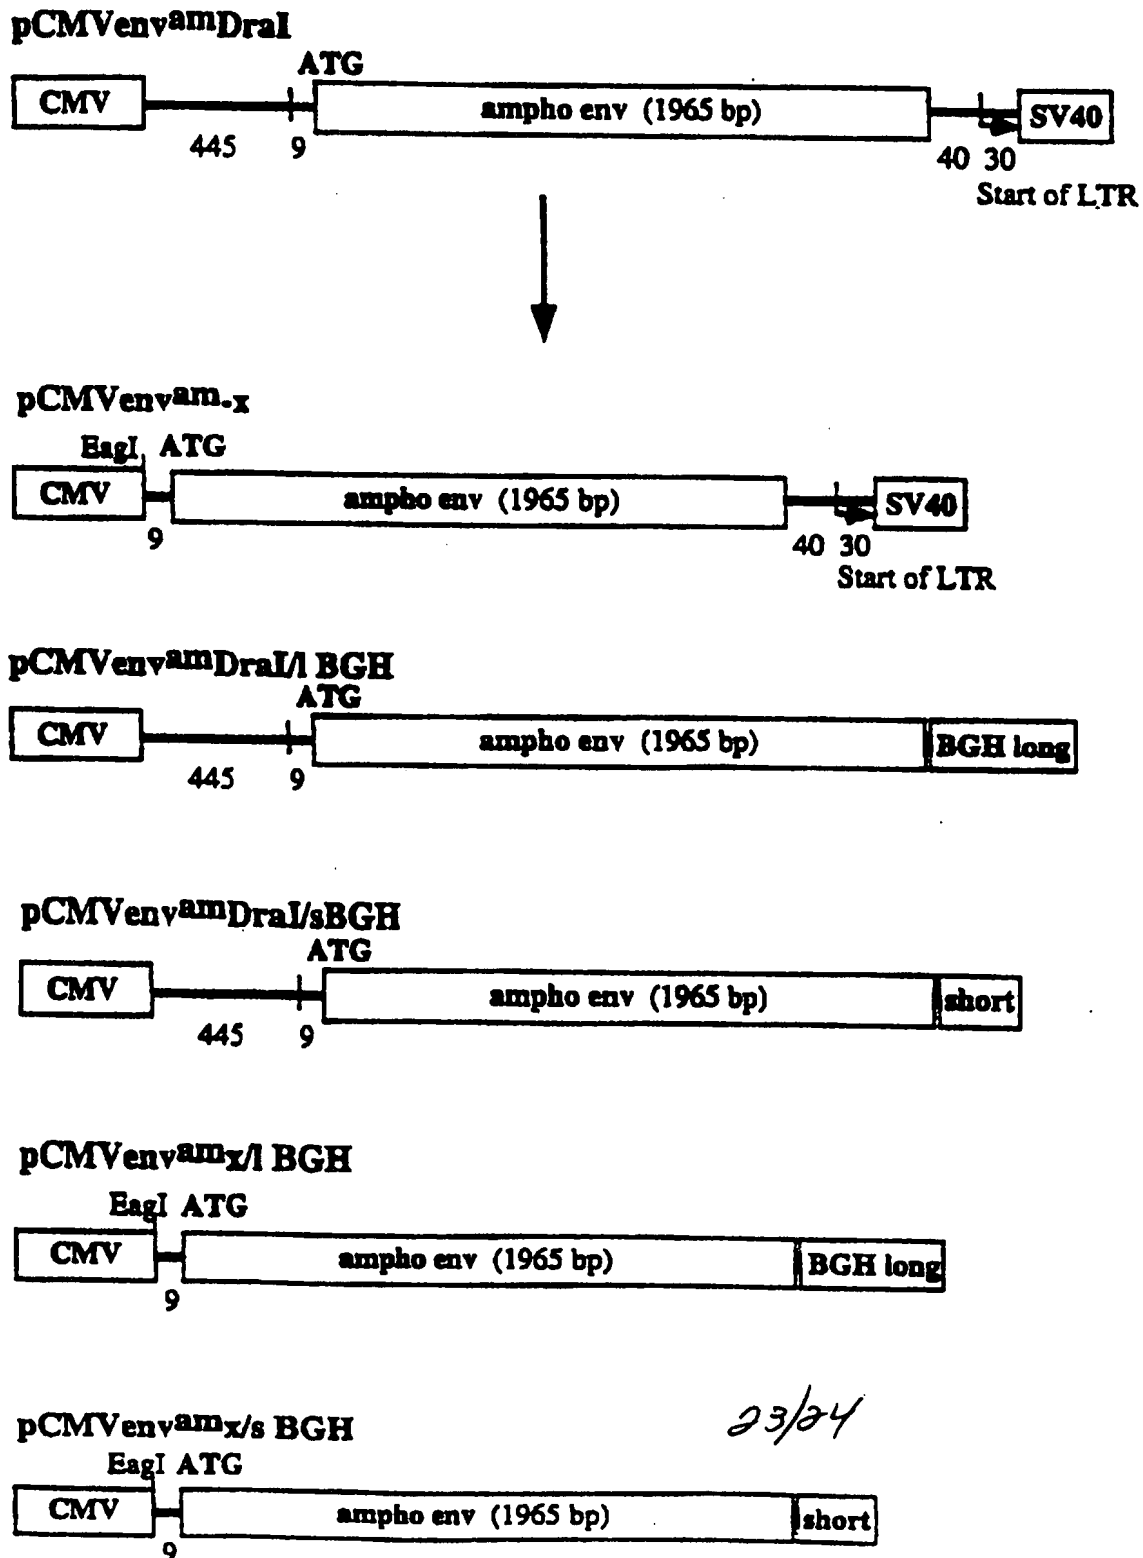 pCMVenvamDraI
ATG
CMV ampho env (1965 bp) SV40
445 9 40 30
Start of LTR
pCMVenvam-x
EagI ATG
CMV ampho env (1965 bp) SV40
9 40 30
Start of LTR
pCMVenvamDraI/l BGH
ATG
CMV ampho env (1965 bp) BGH long
445 9
pCMVenvamDraI/sBGH
ATG
CMV ampho env (1965 bp) short
445 9
pCMVenvamx/l BGH
EagI ATG
CMV ampho env (1965 bp) BGH long
9
23/24
pCMVenvamx/s BGH
EagI ATG
CMV ampho env (1965 bp) short
9